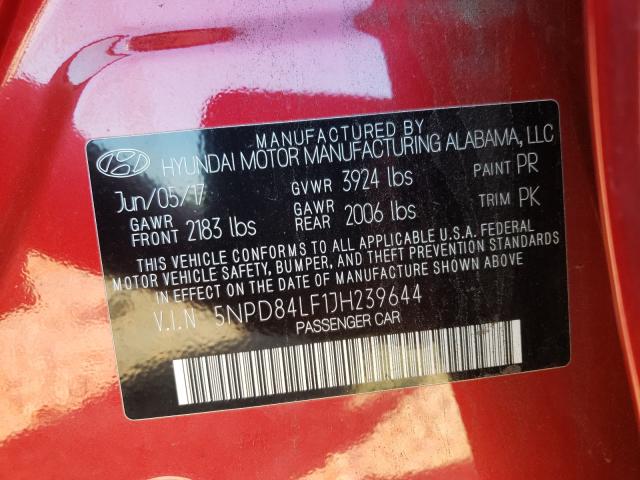 MANUFACTURED BY
HYUNDAI MOTOR MANUFACTURING ALABAMA, LLC
Jun/05/17 GVWR 3924 lbs PAINT PR
GAWR FRONT 2183 lbs GAWR REAR 2006 lbs TRIM PK
THIS VEHICLE CONFORMS TO ALL APPLICABLE U.S.A. FEDERAL
MOTOR VEHICLE SAFETY, BUMPER, AND THEFT PREVENTION STANDARDS
IN EFFECT ON THE DATE OF MANUFACTURE SHOWN ABOVE.
V.I.N 5NPD84LF1JH239644
PASSENGER CAR